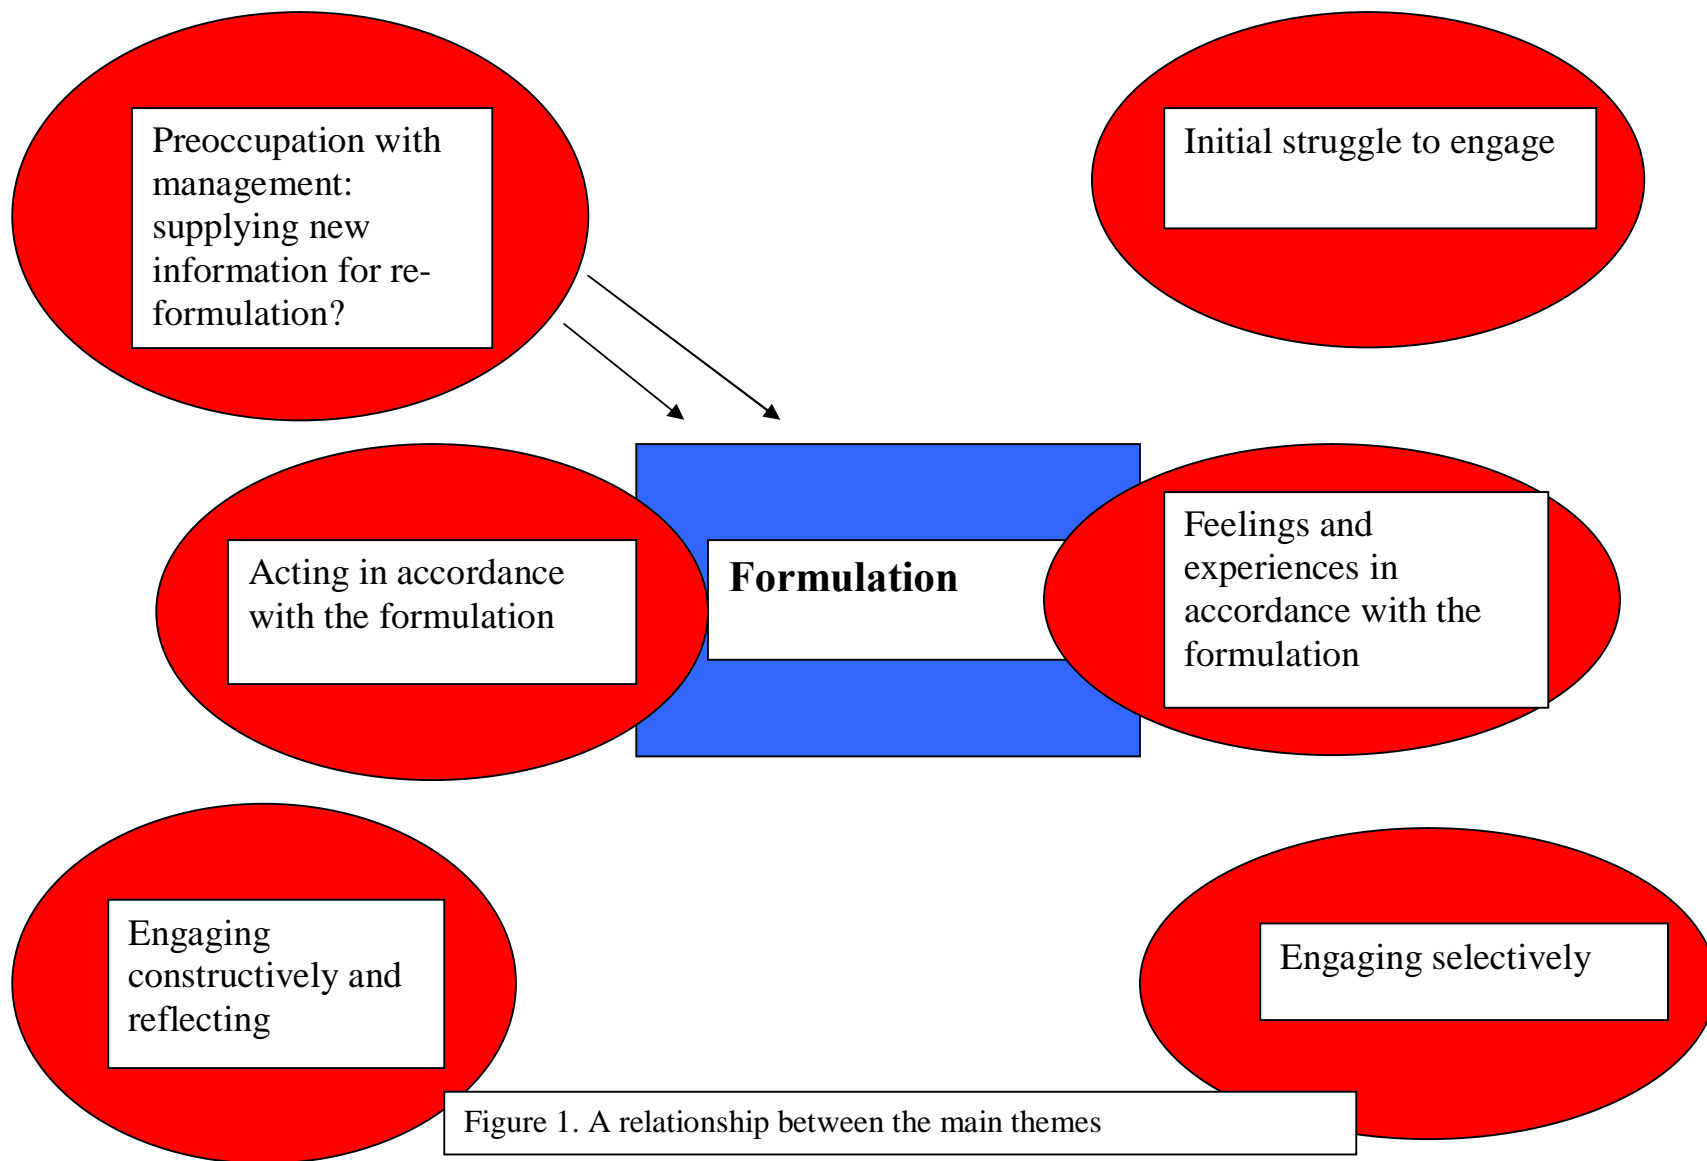 Preoccupation with
management:
supplying new
information for re-
formulation?
Initial struggle to engage
Acting in accordance
with the formulation
Formulation
Feelings and
experiences in
accordance with the
formulation
Engaging
constructively and
reflecting
Engaging selectively
Figure 1. A relationship between the main themes